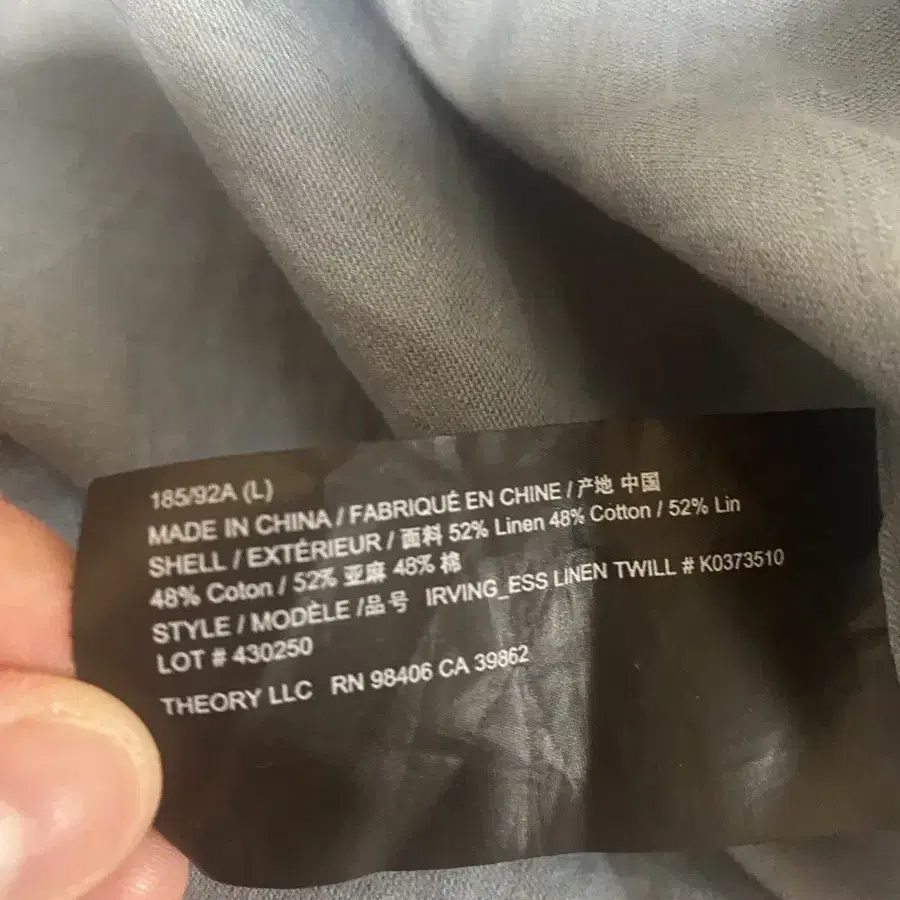 185/92A (L)
MADE IN CHINA / FABRIQUÉ EN CHINE / 产地 中国
SHELL / EXTÉRIEUR / 面料 52% Linen 48% Cotton / 52% Lin
48% Coton / 52% 亚麻 48% 棉
STYLE / MODÈLE /品号 IRVING_ESS LINEN TWILL # K0373510
LOT # 430250
THEORY LLC RN 98406 CA 39862